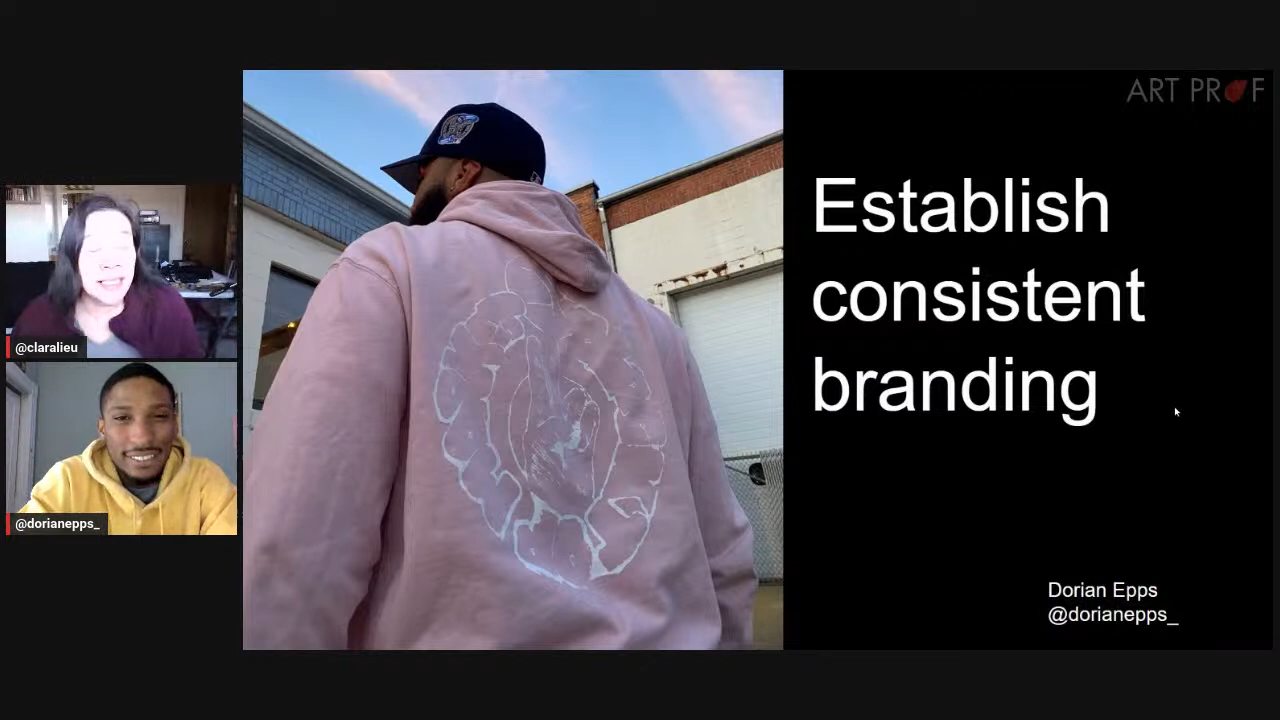 ART PROF
Establish
consistent
branding
@claralieu
@dorianepps_
Dorian Epps
@dorianepps_